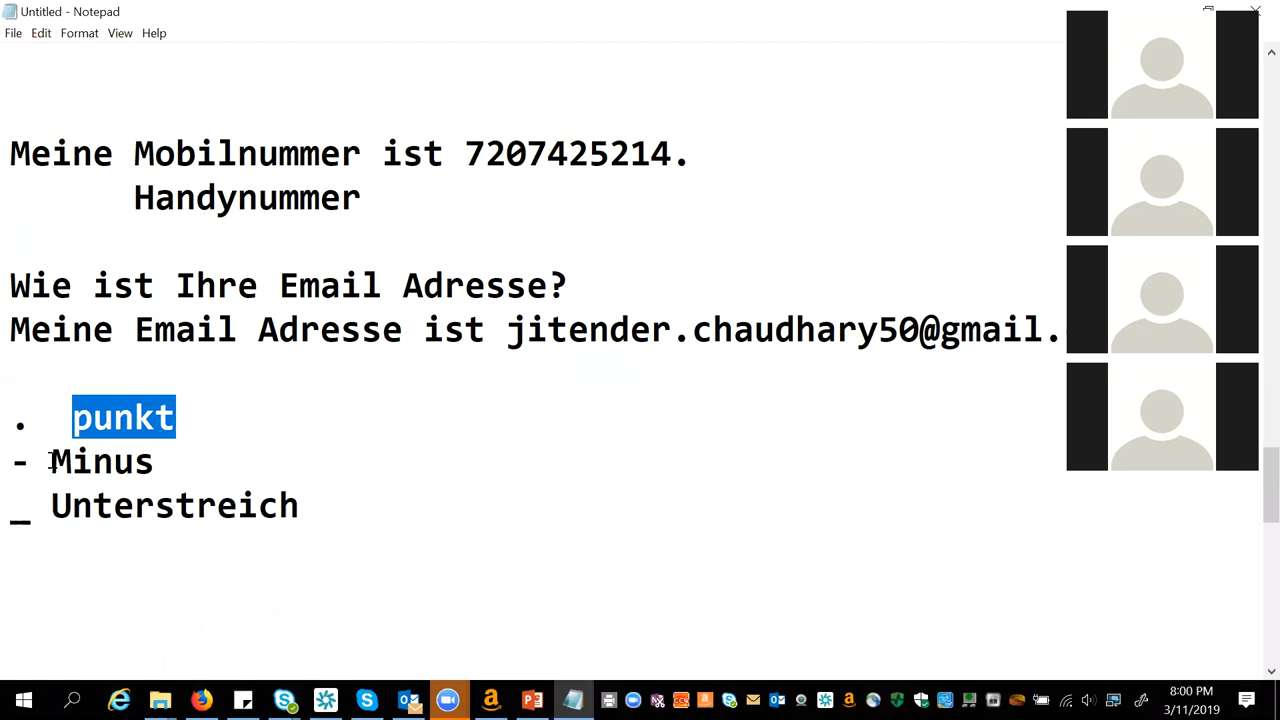 Untitled - Notepad
File Edit Format View Help
Meine Mobilnummer ist 7207425214.
Handynummer
Wie ist Ihre Email Adresse?
Meine Email Adresse ist jitender.chaudhary50@gmail.
. punkt
- Minus
_ Unterstreich
8:00 PM
3/11/2019